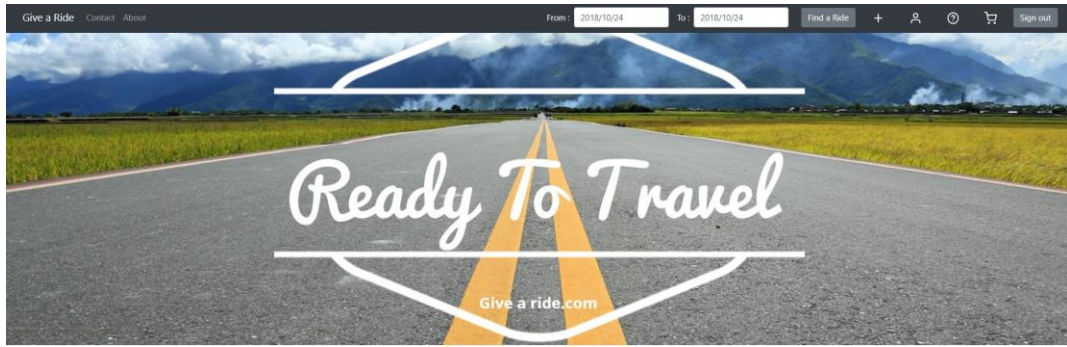 Give a Ride Contact About From : 2018/10/24 To : 2018/10/24 Find a Ride + Sign out
Ready To Travel
Give a ride.com